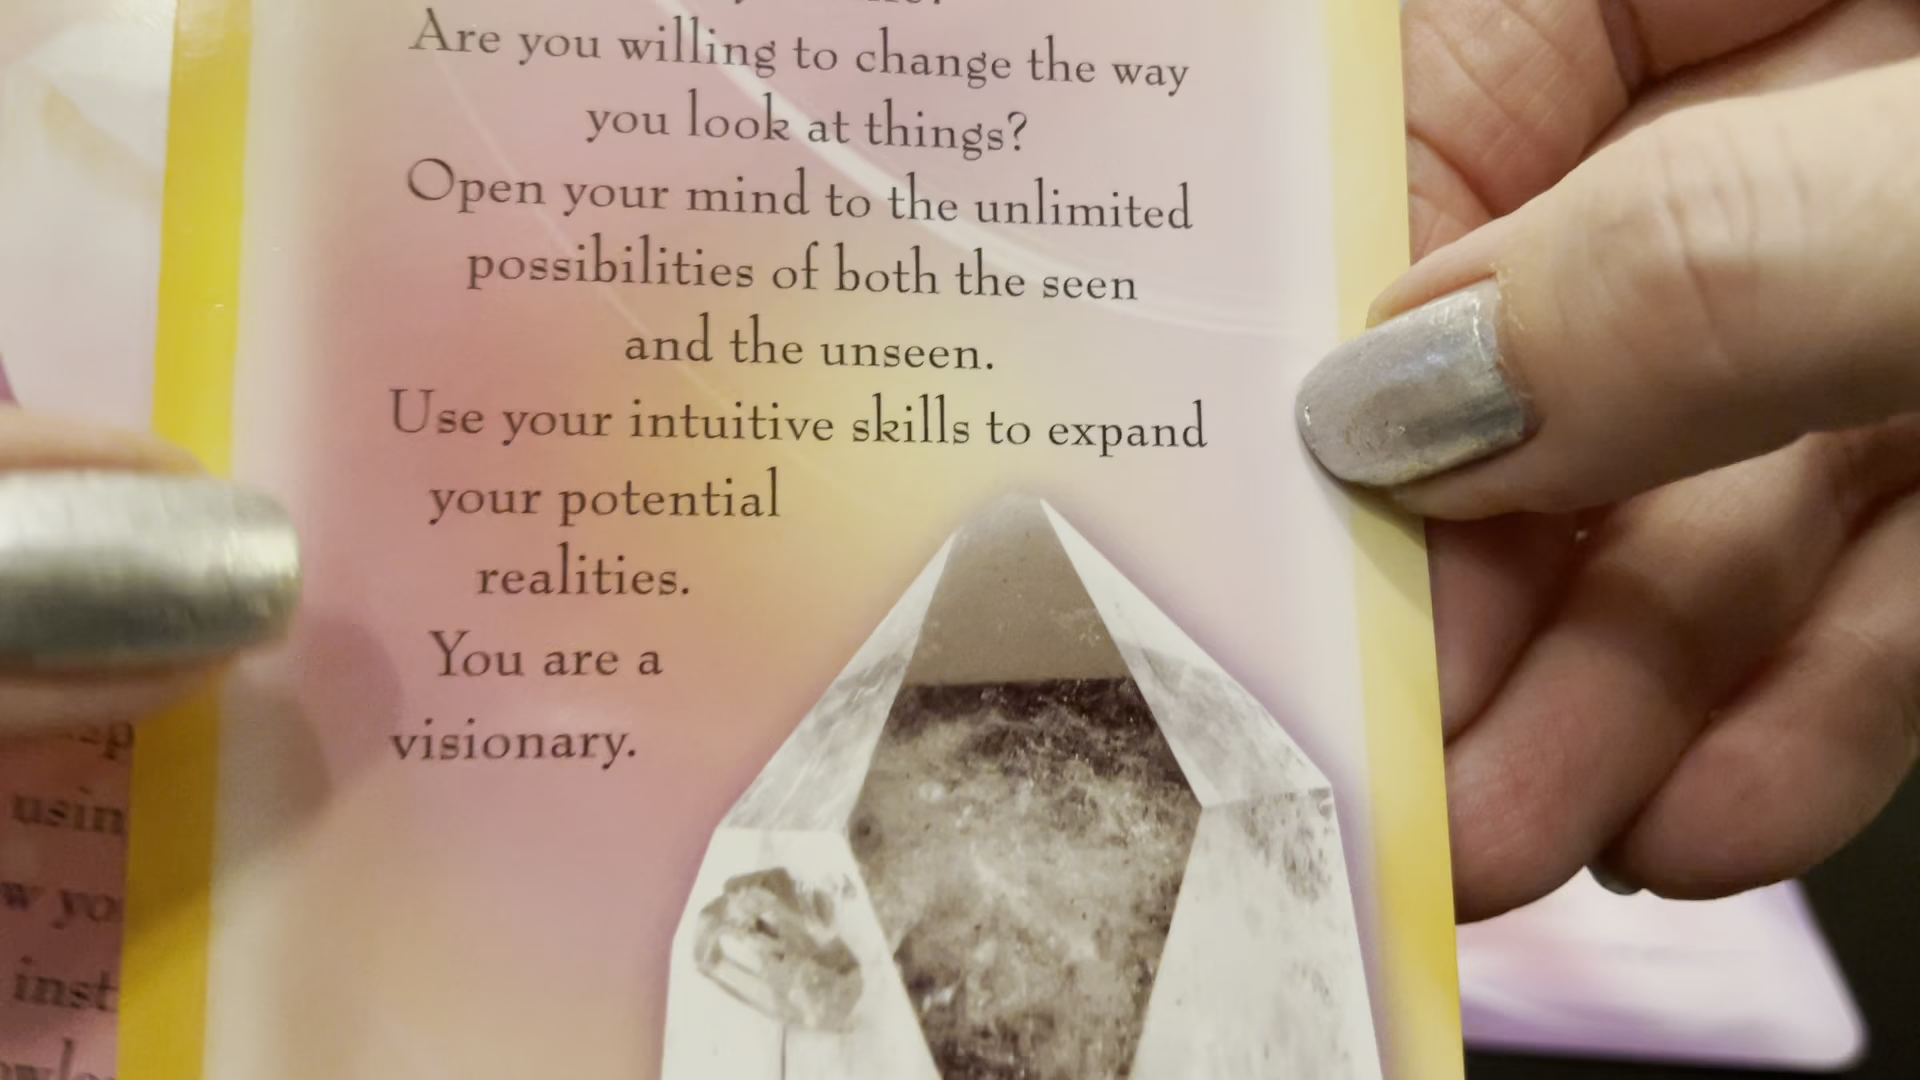 Are you willing to change the way
you look at things?
Open your mind to the unlimited
possibilities of both the seen
and the unseen.
Use your intuitive skills to expand
your potential
realities.
You are a
visionary.
usin
w yo
inst